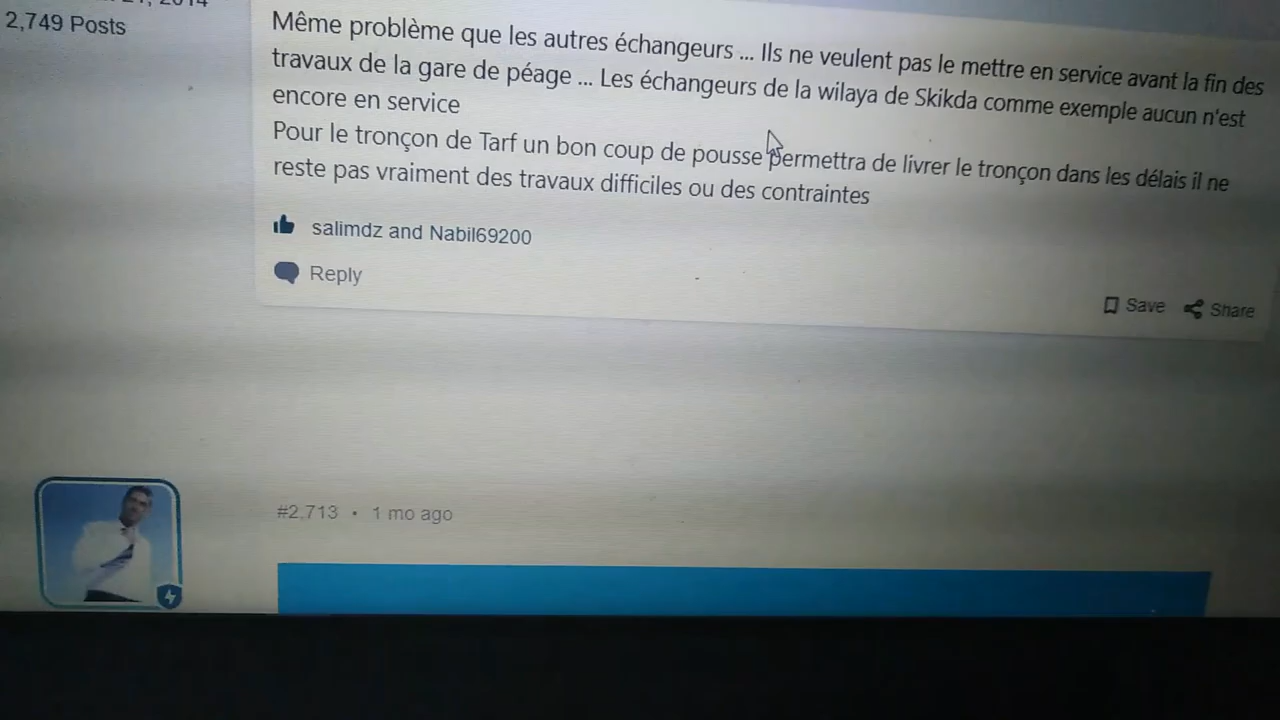 2,749 Posts
Même problème que les autres échangeurs ... Ils ne veulent pas le mettre en service avant la fin des
travaux de la gare de péage ... Les échangeurs de la wilaya de Skikda comme exemple aucun n'est
encore en service
Pour le tronçon de Tarf un bon coup de pousse permettra de livrer le tronçon dans les délais il ne
reste pas vraiment des travaux difficiles ou des contraintes
salimdz and Nabil69200
Reply
Save Share
#2,713 • 1 mo ago